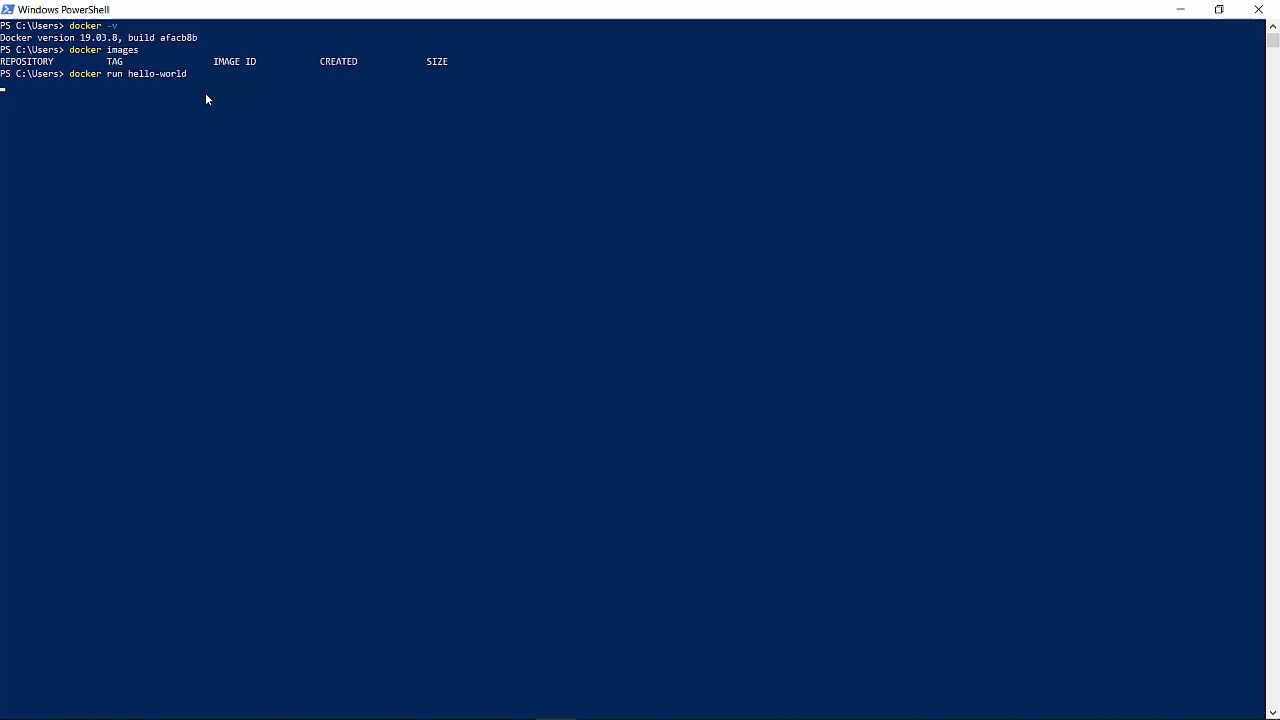 Windows PowerShell
PS C:\Users> docker -v
Docker version 19.03.8, build afacb8b
PS C:\Users> docker images
REPOSITORY TAG IMAGE ID CREATED SIZE
PS C:\Users> docker run hello-world